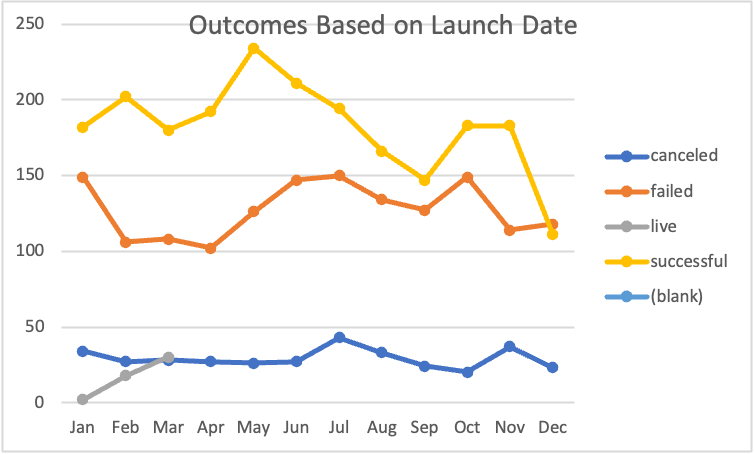 Outcomes Based on Launch Date
250
200
150
100
50
0
Jan Feb Mar Apr May Jun Jul Aug Sep Oct Nov Dec
canceled
failed
live
successful
(blank)